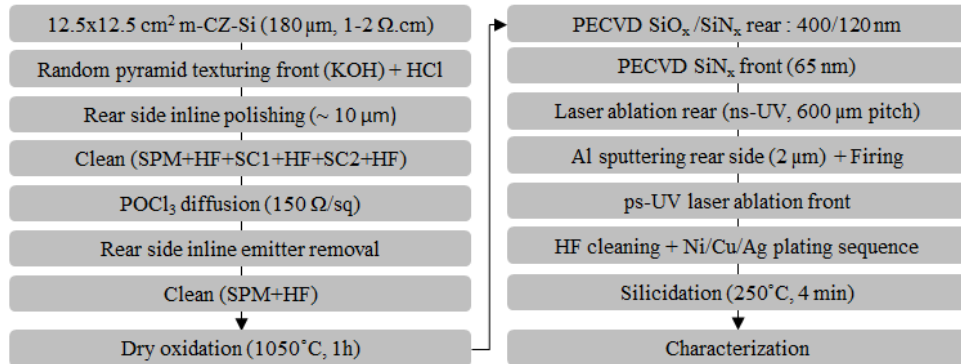 12.5x12.5 cm² m-CZ-Si (180 µm, 1-2 Ω.cm)
Random pyramid texturing front (KOH) + HCl
Rear side inline polishing (~ 10 µm)
Clean (SPM+HF+SC1+HF+SC2+HF)
POCl₃ diffusion (150 Ω/sq)
Rear side inline emitter removal
Clean (SPM+HF)
Dry oxidation (1050˚C, 1h)
PECVD SiOₓ /SiNₓ rear : 400/120 nm
PECVD SiNₓ front (65 nm)
Laser ablation rear (ns-UV, 600 µm pitch)
Al sputtering rear side (2 µm) + Firing
ps-UV laser ablation front
HF cleaning + Ni/Cu/Ag plating sequence
Silicidation (250˚C, 4 min)
Characterization